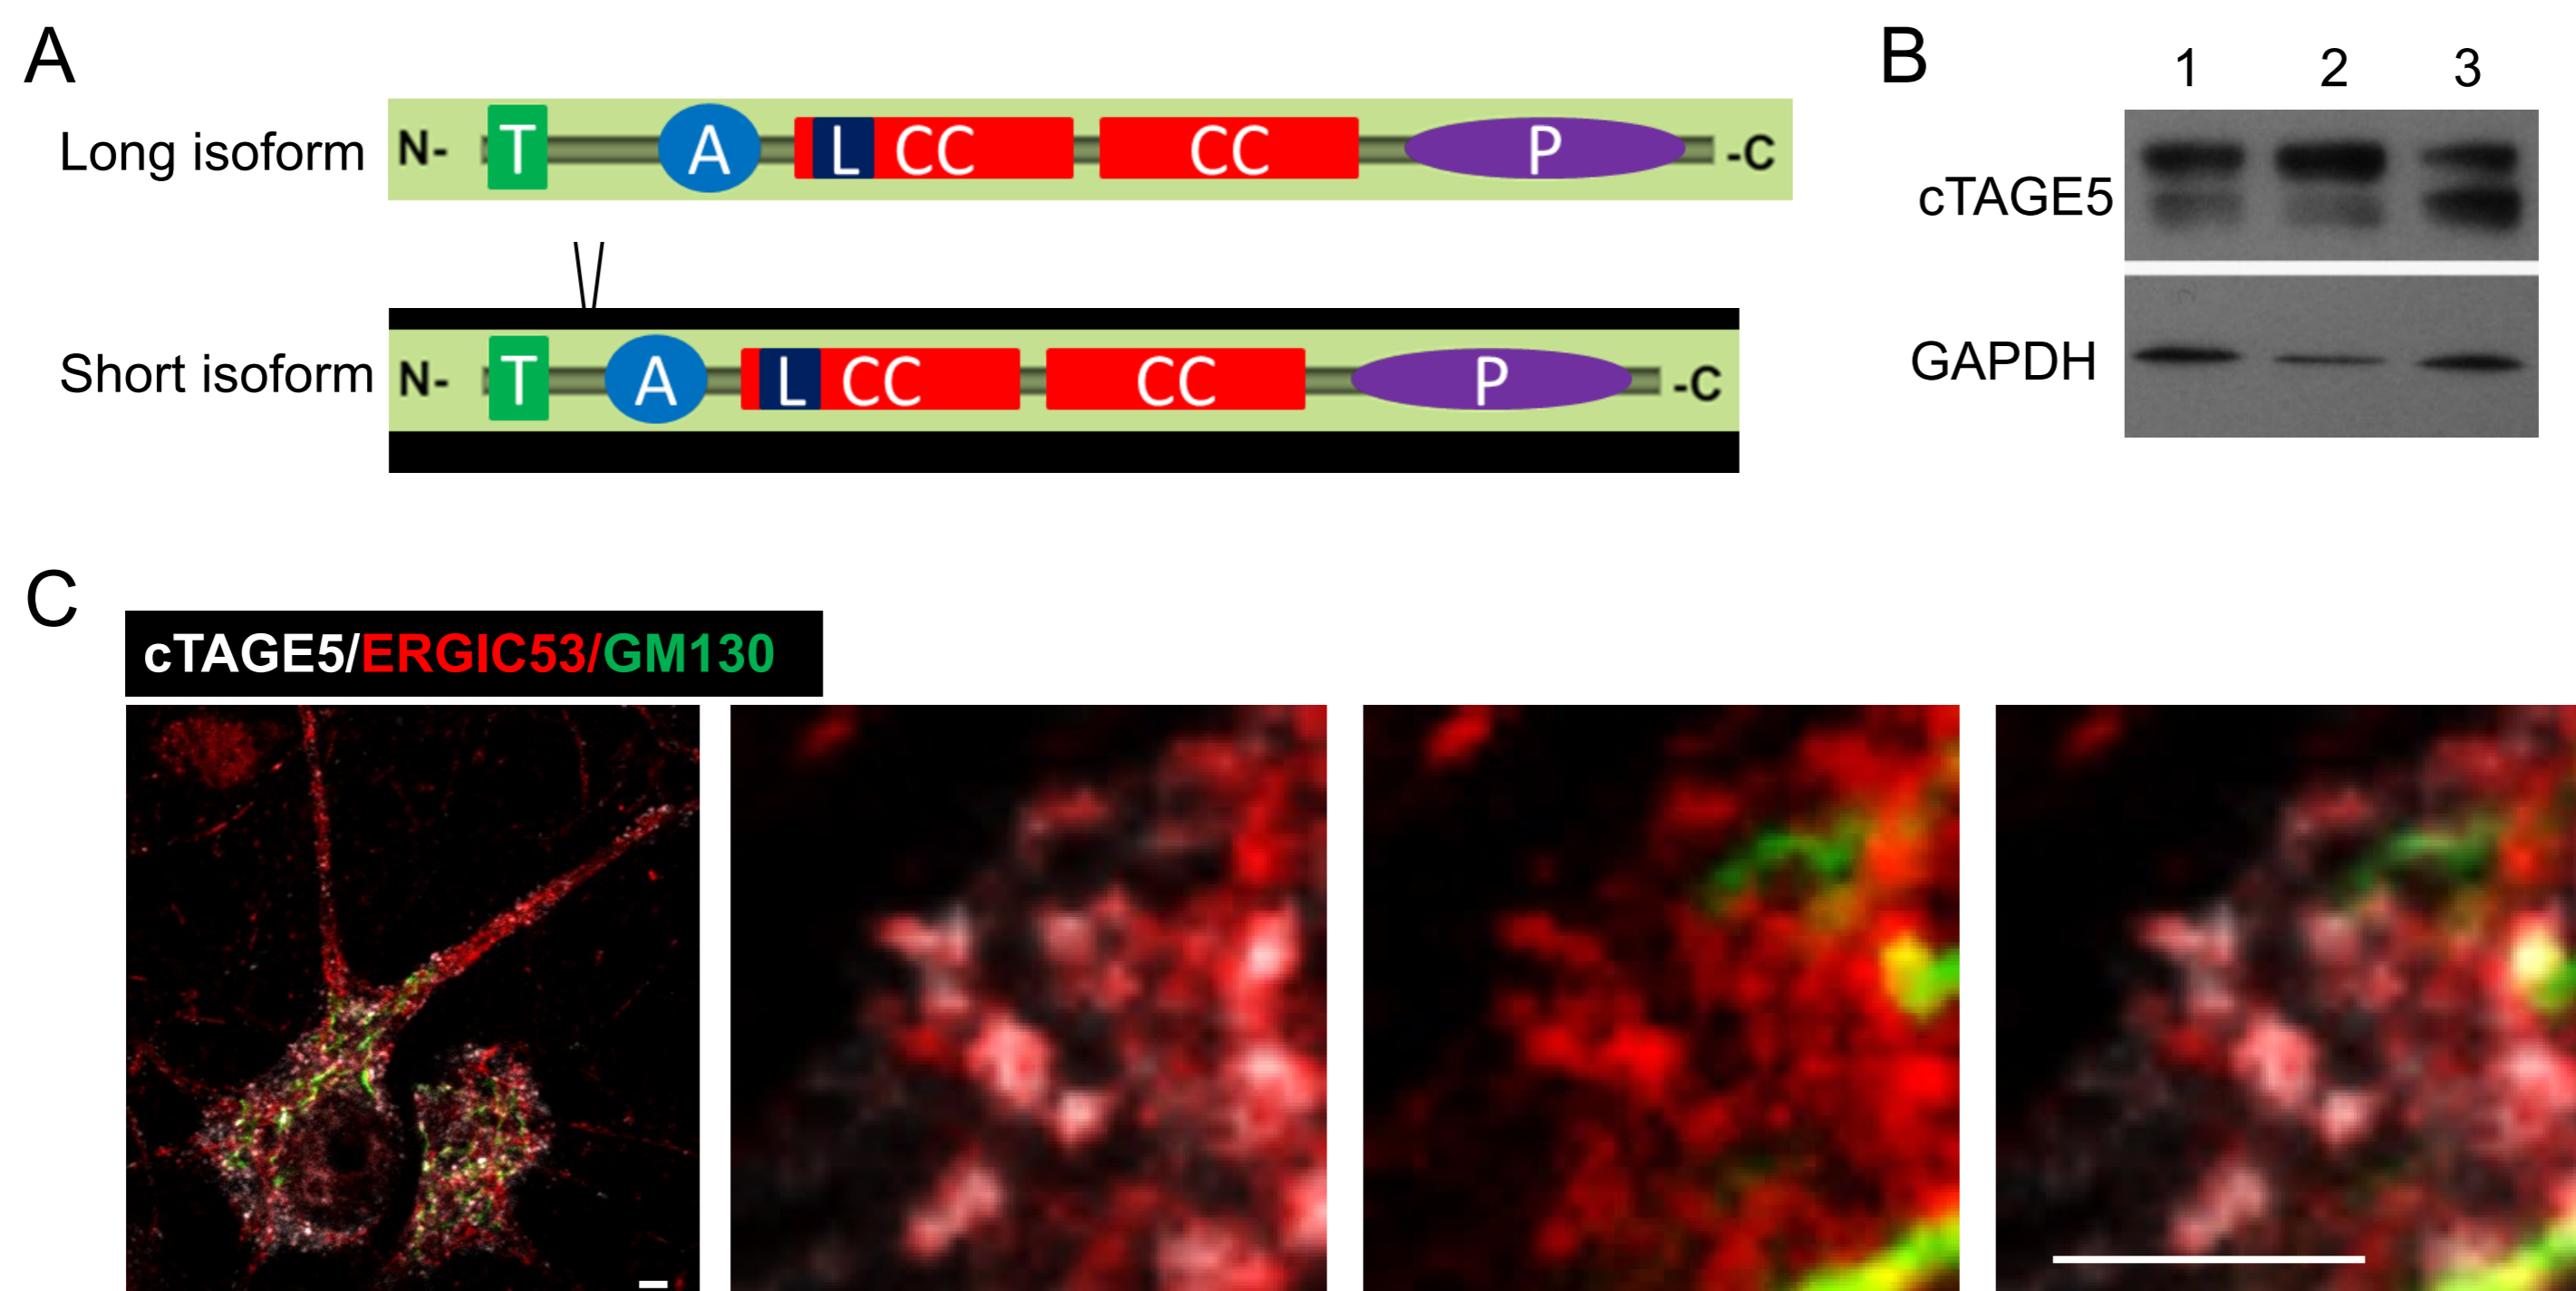 A
Long isoform N- T A L CC CC P -C
Short isoform N- T A L CC CC P -C
B
1 2 3
cTAGE5
GAPDH
C
cTAGE5/ERGIC53/GM130